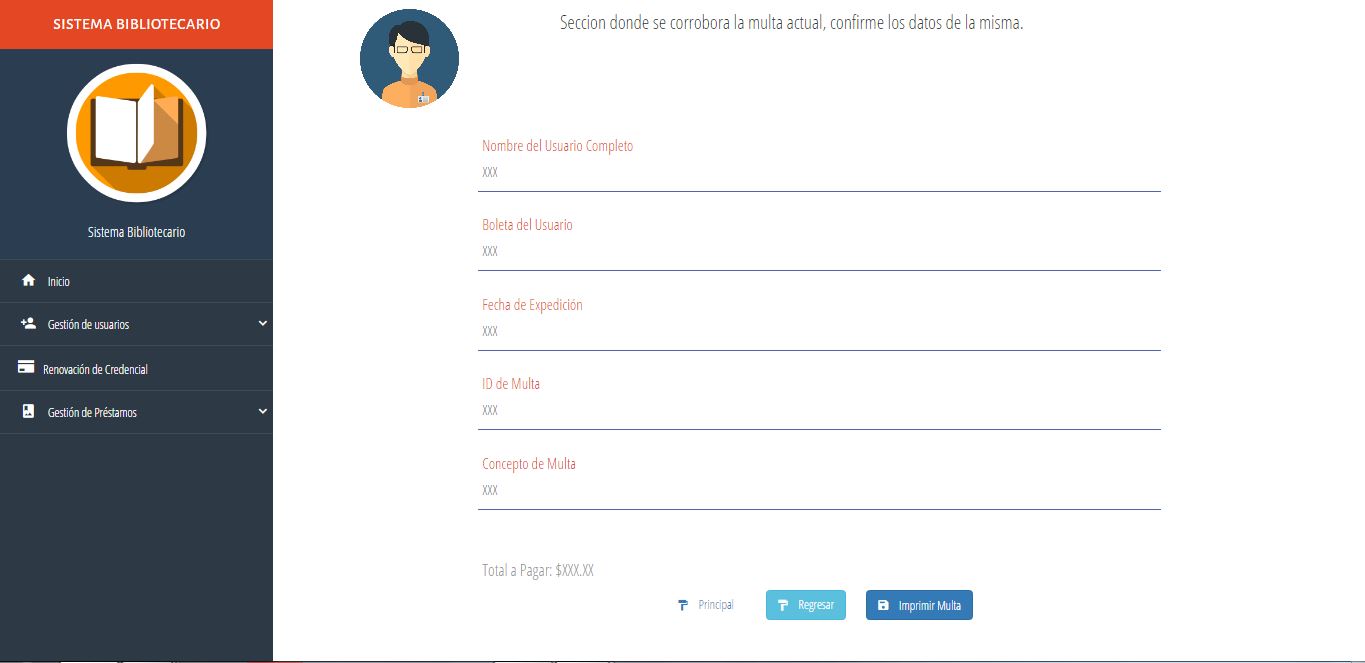 SISTEMA BIBLIOTECARIO
Sistema Bibliotecario
Inicio
Gestión de usuarios
Renovación de Credencial
Gestión de Préstamos
Seccion donde se corrobora la multa actual, confirme los datos de la misma.
Nombre del Usuario Completo
XXX
Boleta del Usuario
XXX
Fecha de Expedición
XXX
ID de Multa
XXX
Concepto de Multa
XXX
Total a Pagar: $XXX.XX
Principal
Regresar
Imprimir Multa